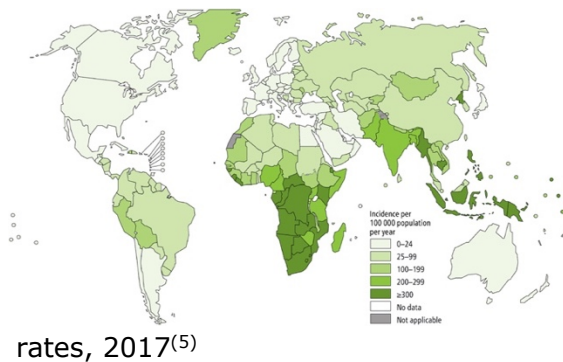 Incidence per
100 000 population
per year
0–24
25–99
100–199
200–299
≥300
No data
Not applicable
rates, 2017(5)